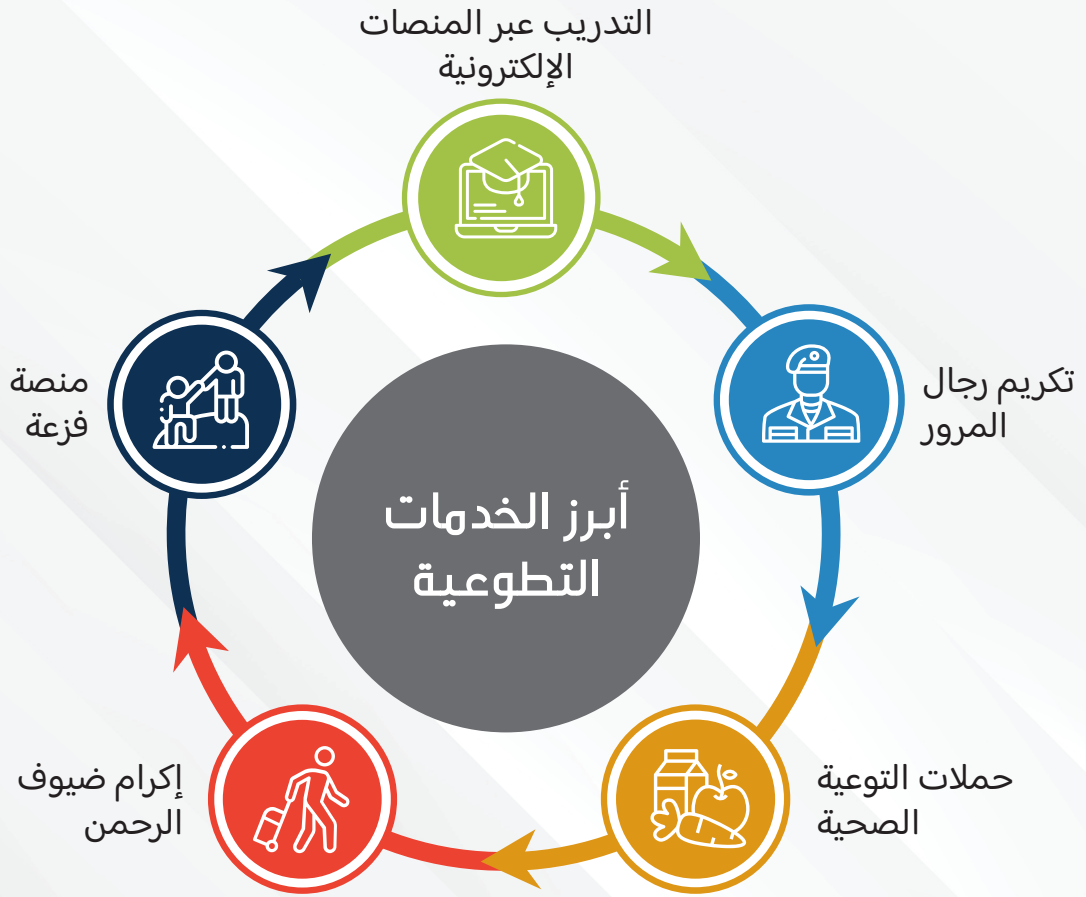 التدريب عبر المنصات
الإلكترونية
تكريم رجال
المرور
منصة
فزعة
أبرز الخدمات
التطوعية
حملات التوعية
الصحية
إكرام ضيوف
الرحمن